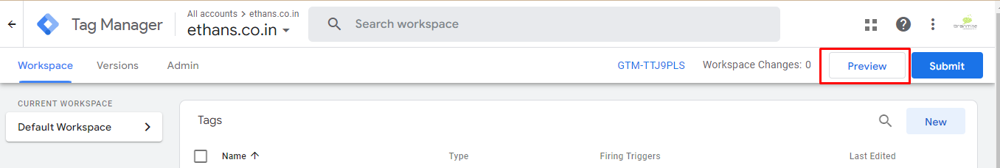 All accounts > ethans.co.in
Tag Manager
ethans.co.in
Search workspace
Workspace Versions Admin
GTM-TTJ9PLS Workspace Changes: 0 Preview Submit
CURRENT WORKSPACE
Default Workspace
Tags
New
Name Type Firing Triggers Last Edited